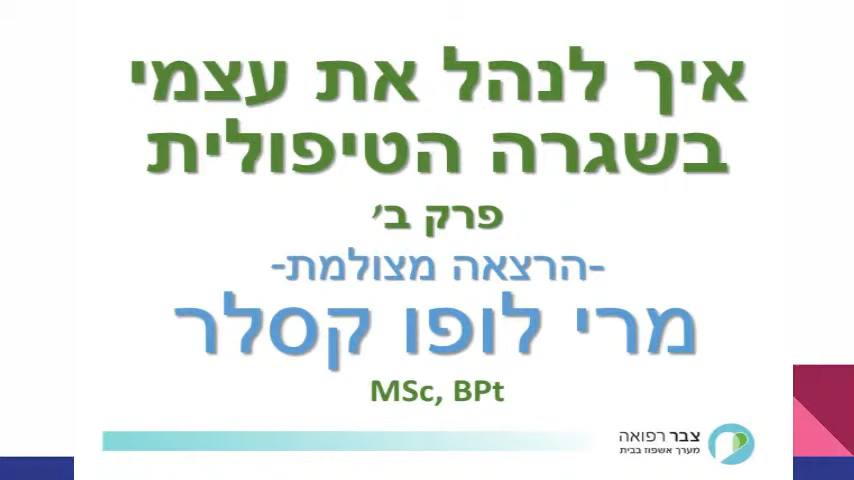 איך לנהל את עצמי
בשגרה הטיפולית
פרק ב׳
-הרצאה מצולמת-
מרי לופו קסלר
MSc, BPt
צבר רפואה
מערך אשפוז בבית